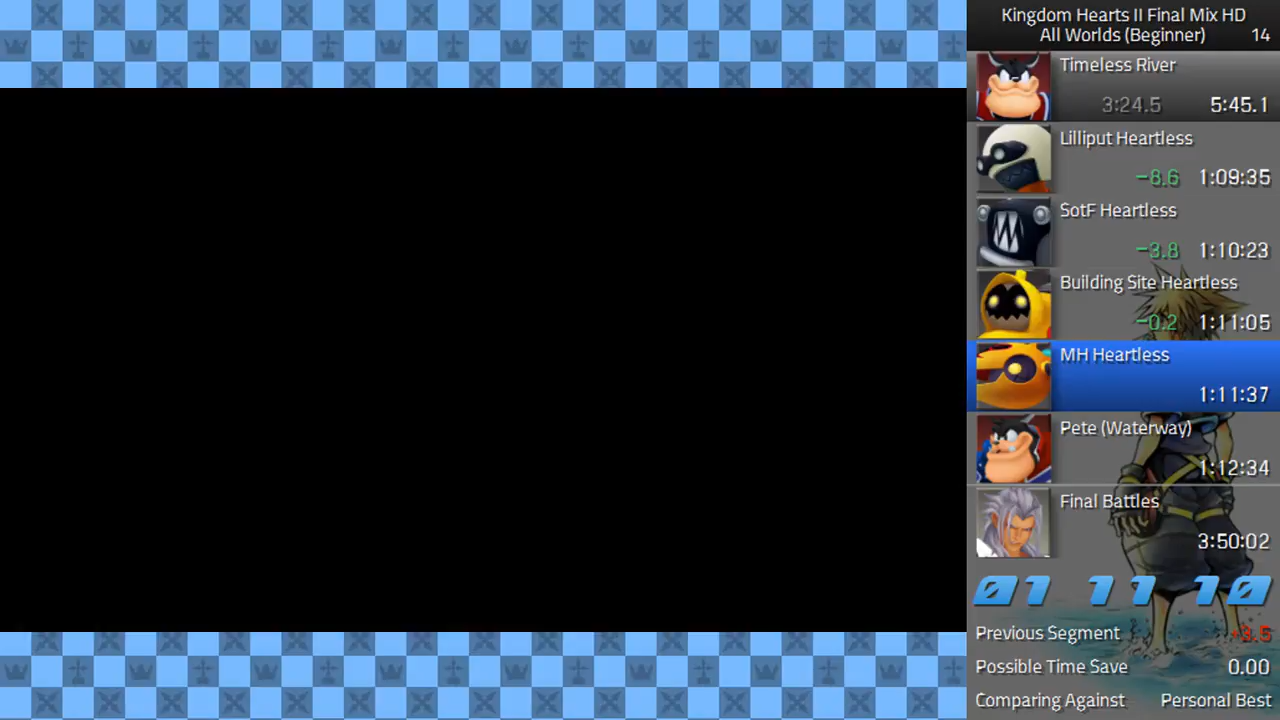 Kingdom Hearts II Final Mix HD
All Worlds (Beginner) 14
Timeless River
3:24.5 5:45.1
Lilliput Heartless
-8.6 1:09:35
SotF Heartless
-3.8 1:10:23
Building Site Heartless
-0.2 1:11:05
MH Heartless
1:11:37
Pete (Waterway)
1:12:34
Final Battles
3:50:02
01 11 10
Previous Segment +3.5
Possible Time Save 0.00
Comparing Against Personal Best